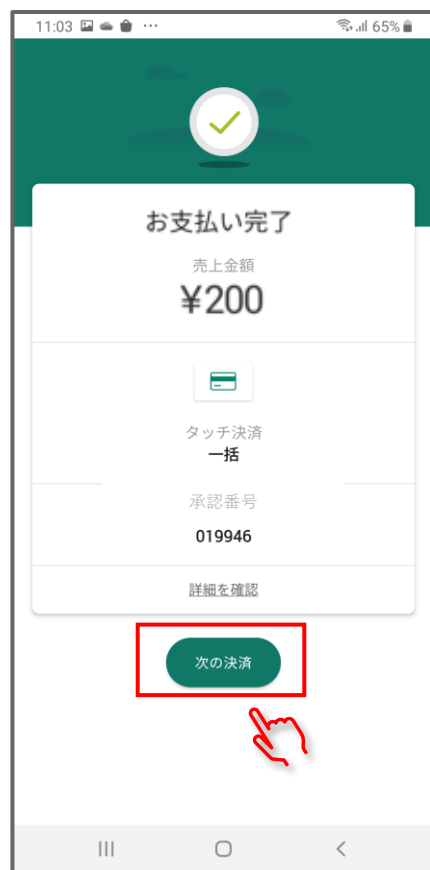 11:03 65%
お支払い完了
売上金額
¥200
タッチ決済
一括
承認番号
019946
詳細を確認
次の決済